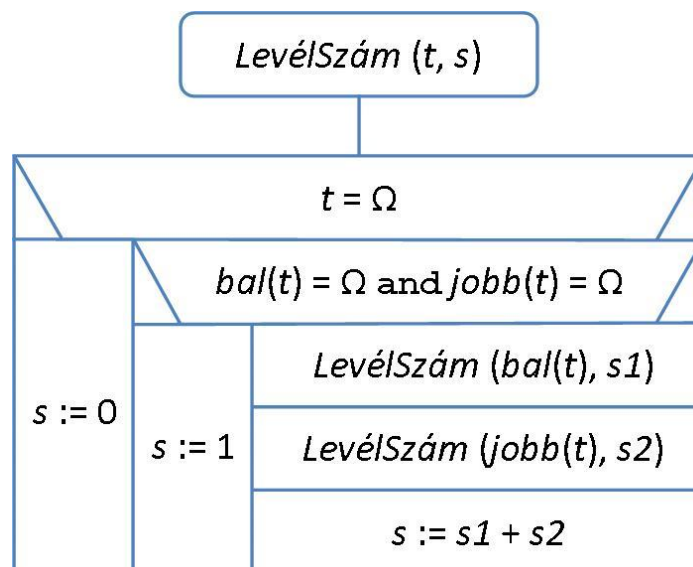 LevélSzám (t, s)
t = Ω
bal(t) = Ω and jobb(t) = Ω
s := 0
s := 1
LevélSzám (bal(t), s1)
LevélSzám (jobb(t), s2)
s := s1 + s2